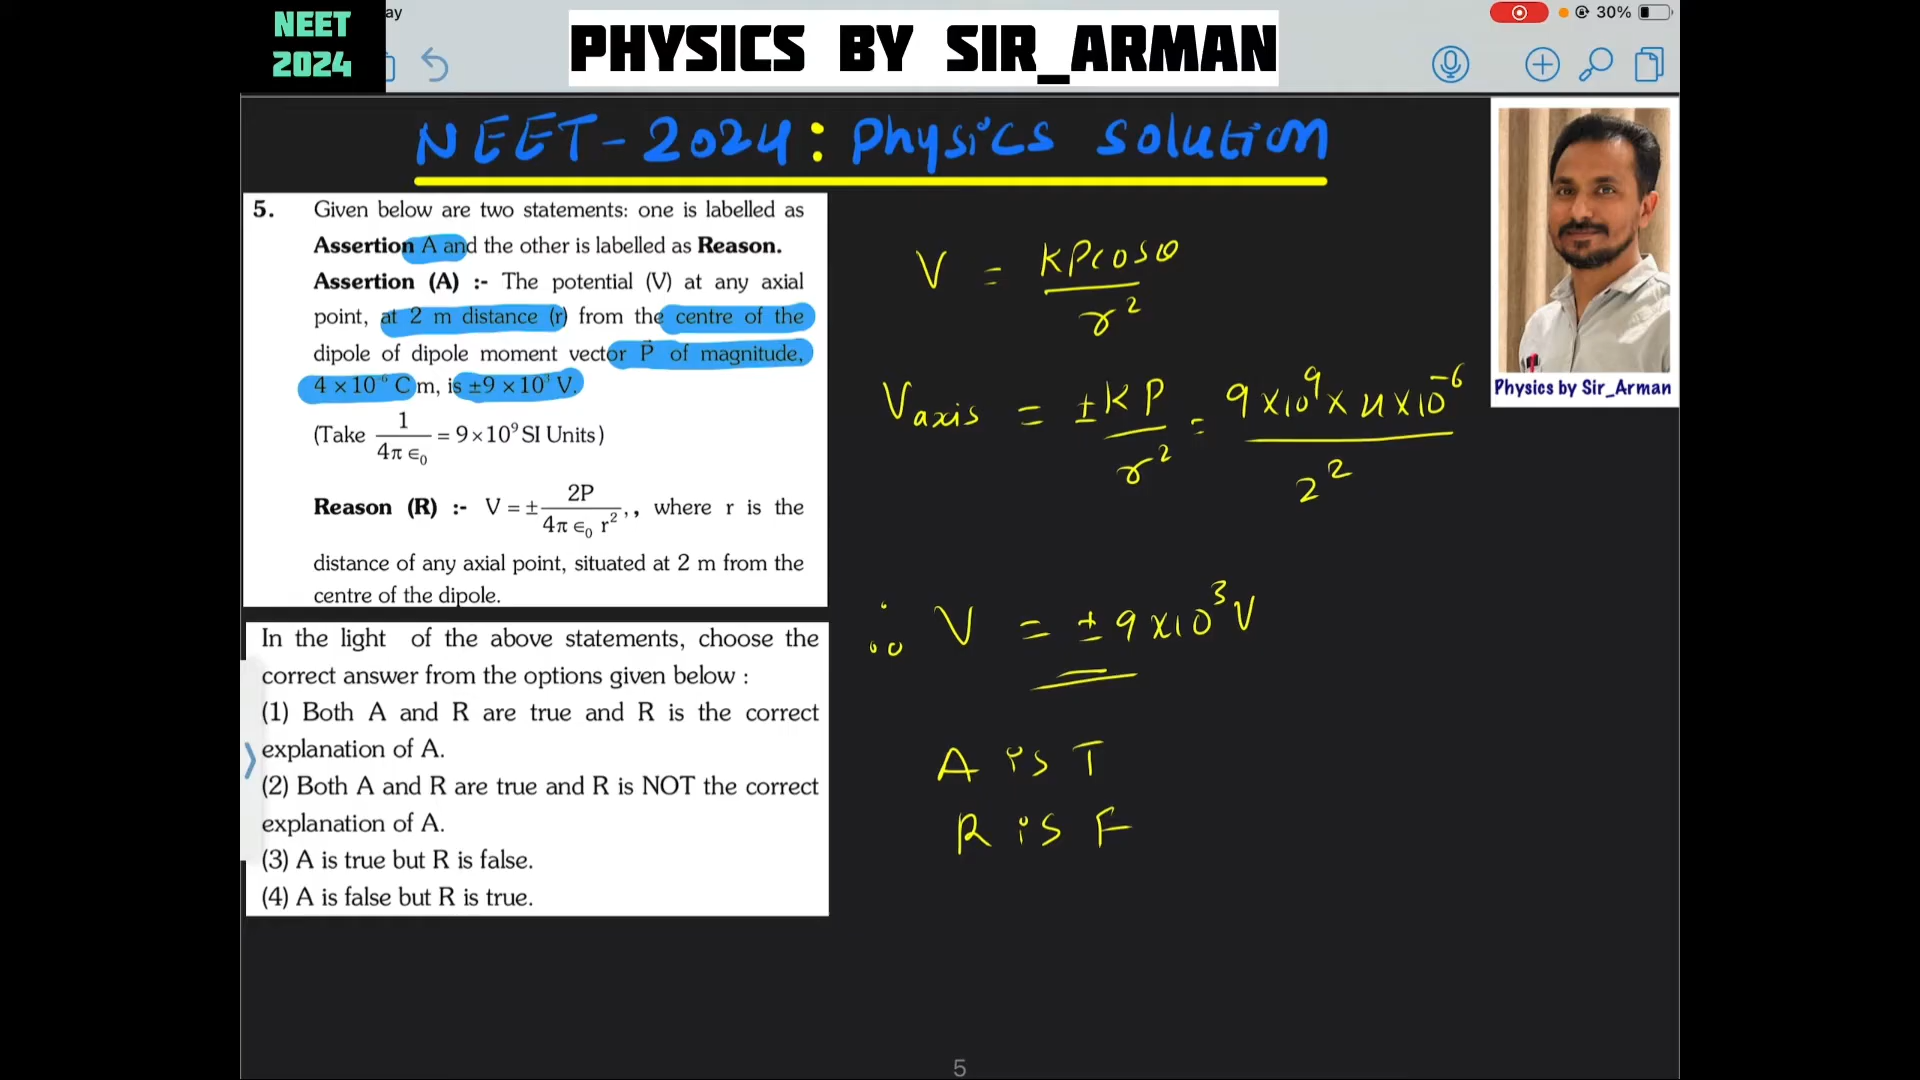 NEET
2024
ay
PHYSICS BY SIR_ARMAN
30%
NEET-2024: Physics solution
5. Given below are two statements: one is labelled as
Assertion A and the other is labelled as Reason.
Assertion (A) :- The potential (V) at any axial
point, at 2 m distance (r) from the centre of the
dipole of dipole moment vector P⃗ of magnitude,
4 × 10⁻⁶ C m, is ±9 × 10³ V.
(Take 1/4π∈₀ = 9×10⁹ SI Units)
Reason (R) :- V = ± 2P/4π∈₀ r² , , where r is the
distance of any axial point, situated at 2 m from the
centre of the dipole.
In the light of the above statements, choose the
correct answer from the options given below :
(1) Both A and R are true and R is the correct
explanation of A.
(2) Both A and R are true and R is NOT the correct
explanation of A.
(3) A is true but R is false.
(4) A is false but R is true.
V = KPcosθ/r²
Vaxis = ±KP/r² = 9×10⁹×4×10⁻⁶/2²
∴ V = ±9×10³V
A is T
R is F
Physics by Sir_Arman
5